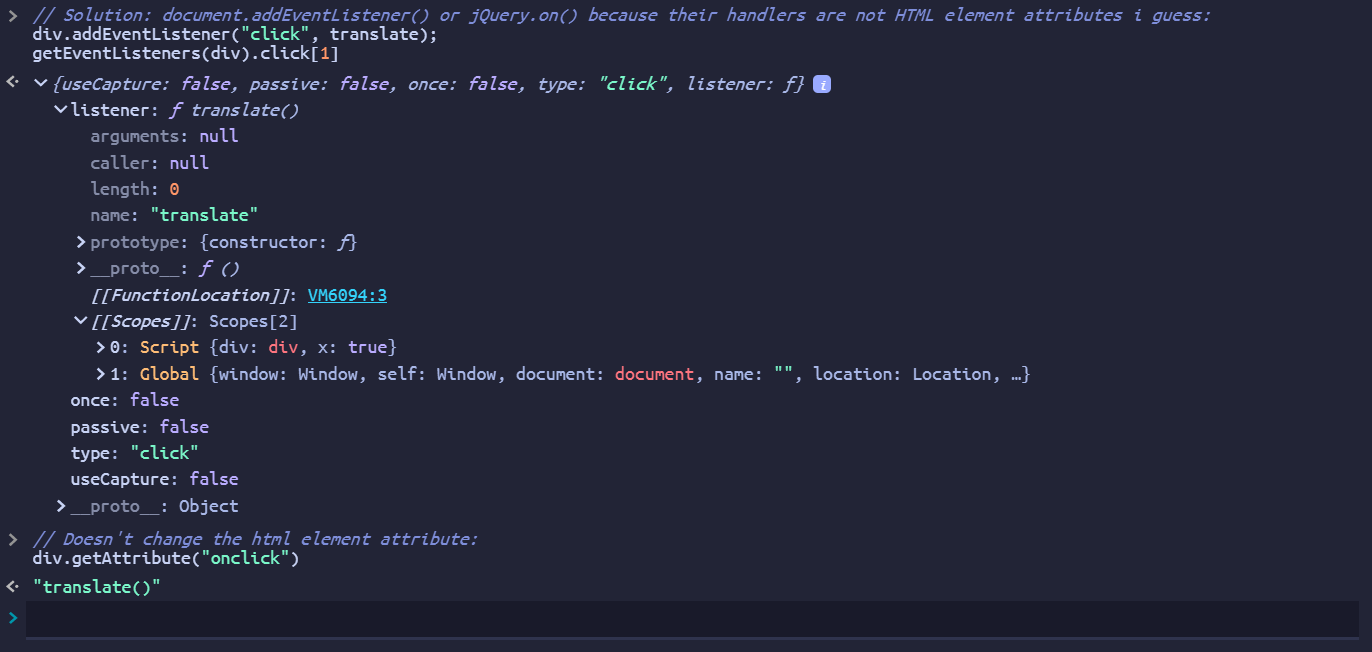 // Solution: document.addEventListener() or jQuery.on() because their handlers are not HTML element attributes i guess:
div.addEventListener("click", translate);
getEventListeners(div).click[1]
{useCapture: false, passive: false, once: false, type: "click", listener: ƒ} i
listener: ƒ translate()
arguments: null
caller: null
length: 0
name: "translate"
prototype: {constructor: ƒ}
__proto__: ƒ ()
[[FunctionLocation]]: VM6094:3
[[Scopes]]: Scopes[2]
0: Script {div: div, x: true}
1: Global {window: Window, self: Window, document: document, name: "", location: Location, …}
once: false
passive: false
type: "click"
useCapture: false
__proto__: Object
// Doesn't change the html element attribute:
div.getAttribute("onclick")
"translate()"